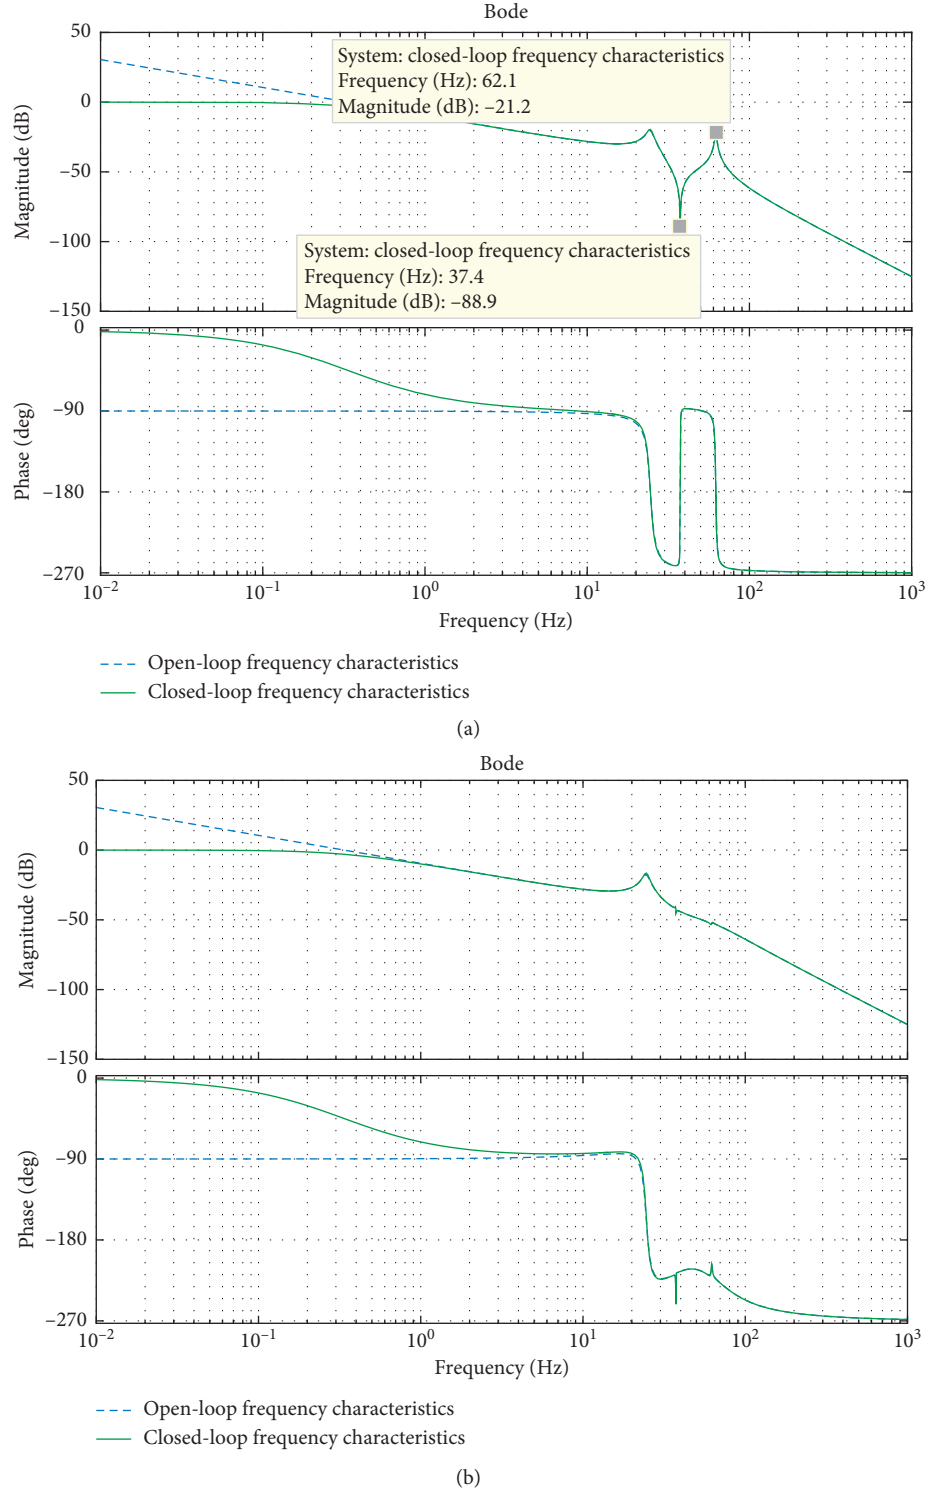 Bode
50
0
−50
−100
−150
Magnitude (dB)
System: closed-loop frequency characteristics
Frequency (Hz): 62.1
Magnitude (dB): −21.2
System: closed-loop frequency characteristics
Frequency (Hz): 37.4
Magnitude (dB): −88.9
0
−90
−180
−270
Phase (deg)
10⁻² 10⁻¹ 10⁰ 10¹ 10² 10³
Frequency (Hz)
Open-loop frequency characteristics
Closed-loop frequency characteristics
(a)
Bode
50
0
−50
−100
−150
Magnitude (dB)
0
−90
−180
−270
Phase (deg)
10⁻² 10⁻¹ 10⁰ 10¹ 10² 10³
Frequency (Hz)
Open-loop frequency characteristics
Closed-loop frequency characteristics
(b)